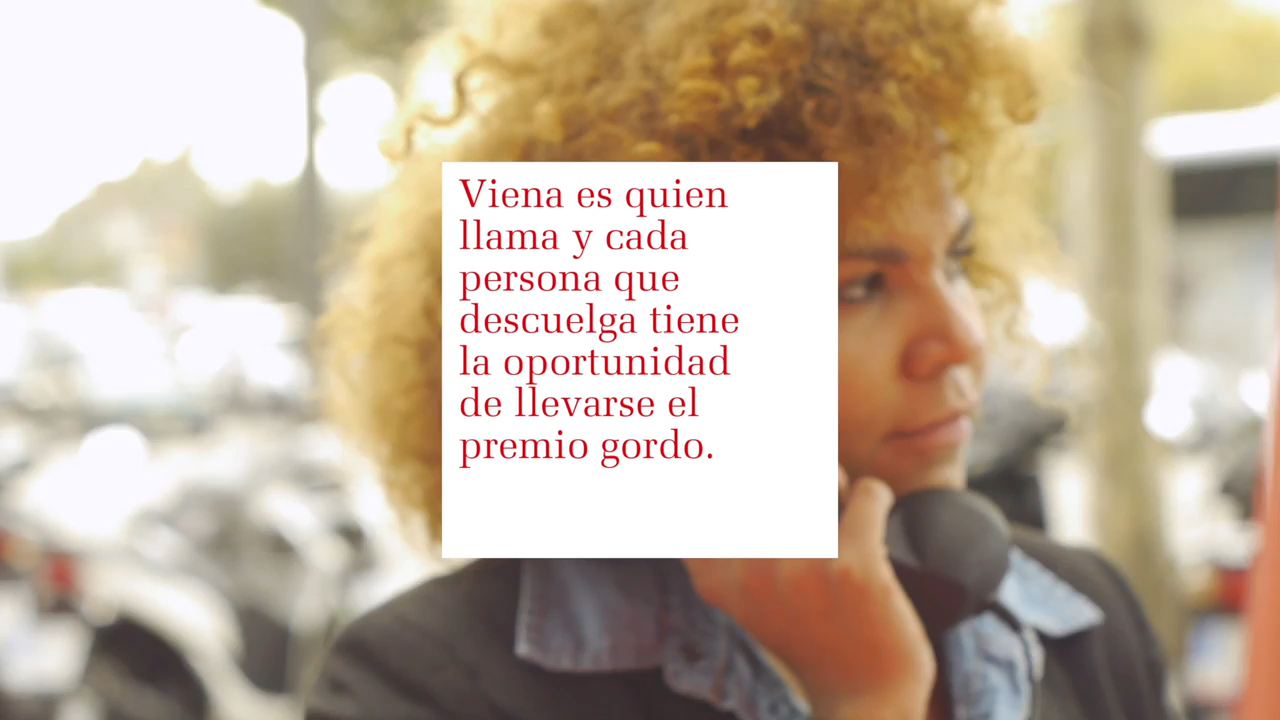 Viena es quien
llama y cada
persona que
descuelga tiene
la oportunidad
de llevarse el
premio gordo.